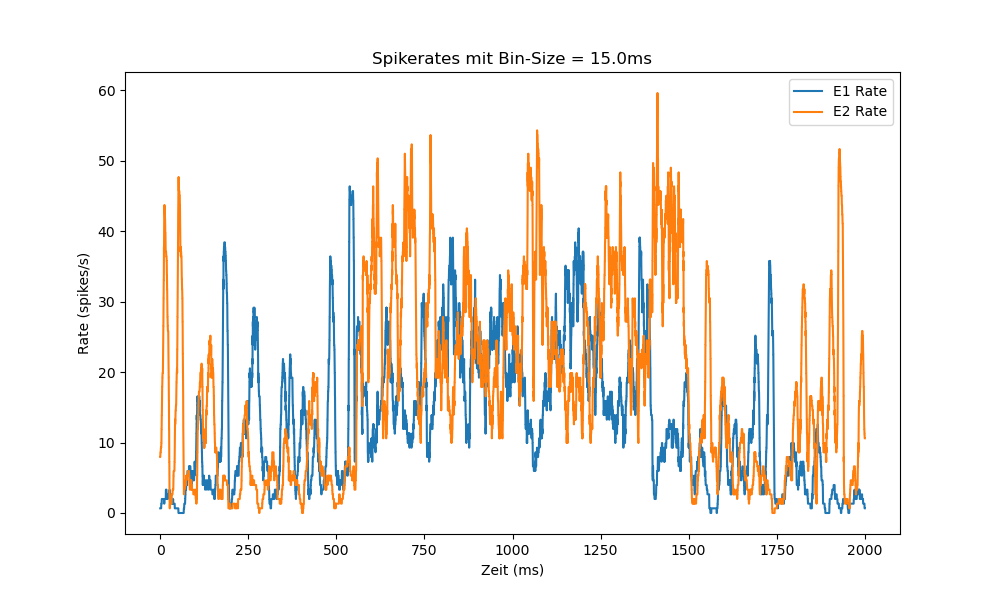 Spikerates mit Bin-Size = 15.0ms
E1 Rate
E2 Rate
60
50
40
30
20
10
0
Rate (spikes/s)
0 250 500 750 1000 1250 1500 1750 2000
Zeit (ms)